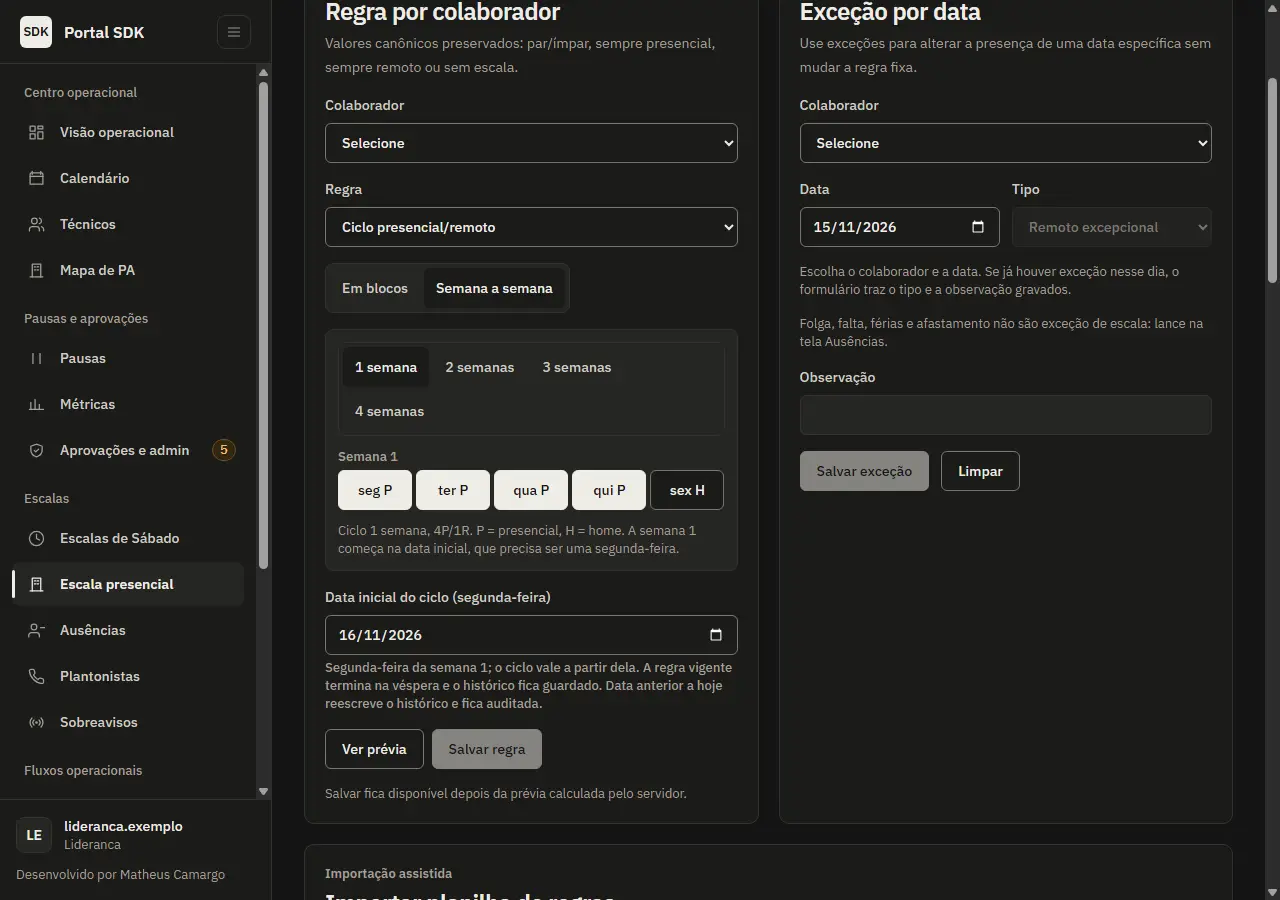 SDK
Portal SDK
Centro operacional
Visão operacional
Calendário
Técnicos
Mapa de PA
Pausas e aprovações
Pausas
Métricas
Aprovações e admin
5
Escalas
Escalas de Sábado
Escala presencial
Ausências
Plantonistas
Sobreavisos
Fluxos operacionais
LE
lideranca.exemplo
Lideranca
Desenvolvido por Matheus Camargo
Regra por colaborador
Valores canônicos preservados: par/ímpar, sempre presencial,
sempre remoto ou sem escala.
Colaborador
Selecione
Regra
Ciclo presencial/remoto
Em blocos
Semana a semana
1 semana
2 semanas
3 semanas
4 semanas
Semana 1
seg P
ter P
qua P
qui P
sex H
Ciclo 1 semana, 4P/1R. P = presencial, H = home. A semana 1
começa na data inicial, que precisa ser uma segunda-feira.
Data inicial do ciclo (segunda-feira)
16/11/2026
Segunda-feira da semana 1; o ciclo vale a partir dela. A regra vigente
termina na véspera e o histórico fica guardado. Data anterior a hoje
reescreve o histórico e fica auditada.
Ver prévia
Salvar regra
Salvar fica disponível depois da prévia calculada pelo servidor.
Exceção por data
Use exceções para alterar a presença de uma data específica sem
mudar a regra fixa.
Colaborador
Selecione
Data
Tipo
15/11/2026
Remoto excepcional
Escolha o colaborador e a data. Se já houver exceção nesse dia, o
formulário traz o tipo e a observação gravados.
Folga, falta, férias e afastamento não são exceção de escala: lance na
tela Ausências.
Observação
Salvar exceção
Limpar
Importação assistida
Importar planilha de regras